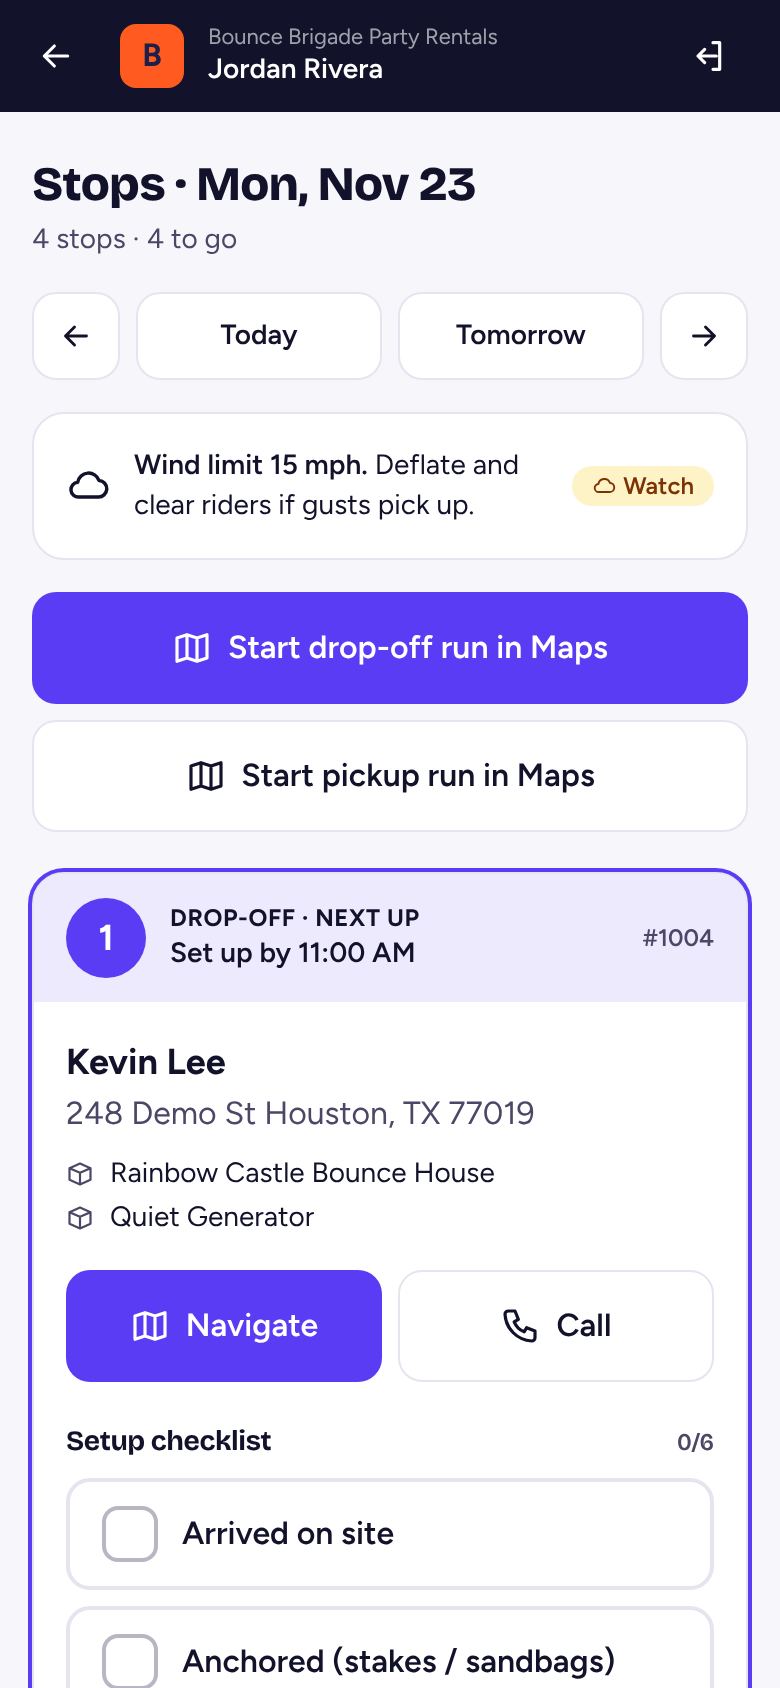 B
Bounce Brigade Party Rentals
Jordan Rivera
Stops · Mon, Nov 23
4 stops · 4 to go
Today
Tomorrow
Wind limit 15 mph. Deflate and
clear riders if gusts pick up.
Watch
Start drop-off run in Maps
Start pickup run in Maps
1
DROP-OFF · NEXT UP
Set up by 11:00 AM
#1004
Kevin Lee
248 Demo St Houston, TX 77019
Rainbow Castle Bounce House
Quiet Generator
Navigate
Call
Setup checklist
0/6
Arrived on site
Anchored (stakes / sandbags)